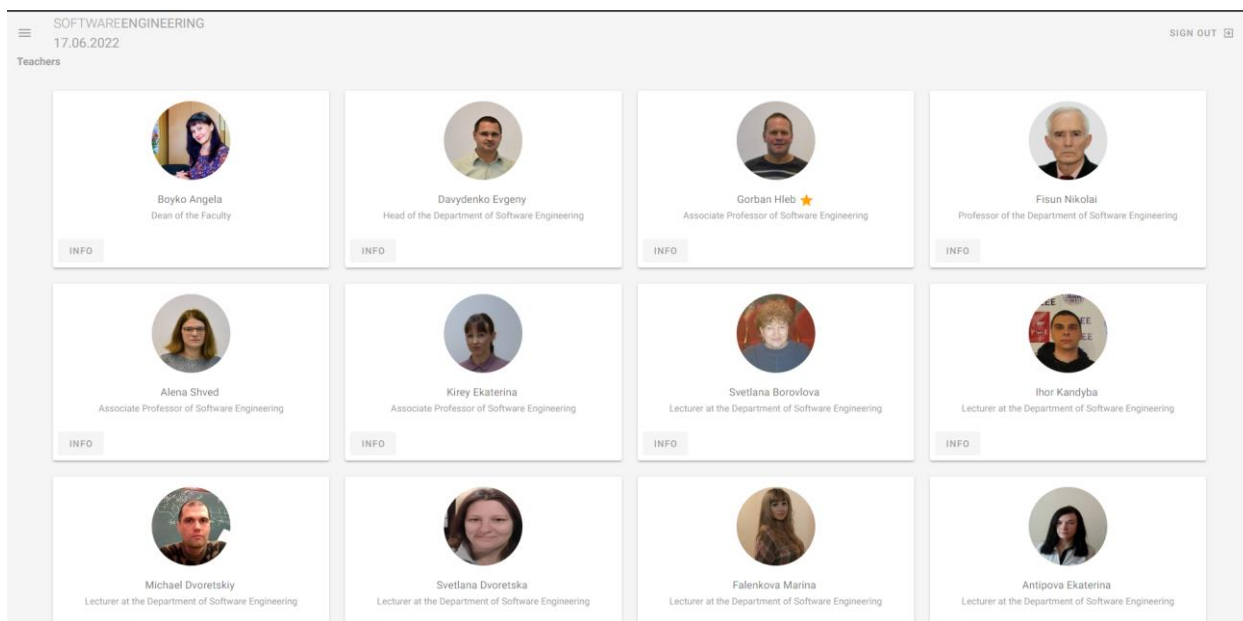 SOFTWAREENGINEERING
17.06.2022
SIGN OUT
Teachers
Boyko Angela
Dean of the Faculty
INFO
Davydenko Evgeny
Head of the Department of Software Engineering
INFO
Gorban Hleb
Associate Professor of Software Engineering
INFO
Fisun Nikolai
Professor of the Department of Software Engineering
INFO
Alena Shved
Associate Professor of Software Engineering
INFO
Kirey Ekaterina
Associate Professor of Software Engineering
INFO
Svetlana Borovlova
Lecturer at the Department of Software Engineering
INFO
Ihor Kandyba
Lecturer at the Department of Software Engineering
INFO
Michael Dvoretskiy
Lecturer at the Department of Software Engineering
Svetlana Dvoretska
Lecturer at the Department of Software Engineering
Falenkova Marina
Lecturer at the Department of Software Engineering
Antipova Ekaterina
Lecturer at the Department of Software Engineering